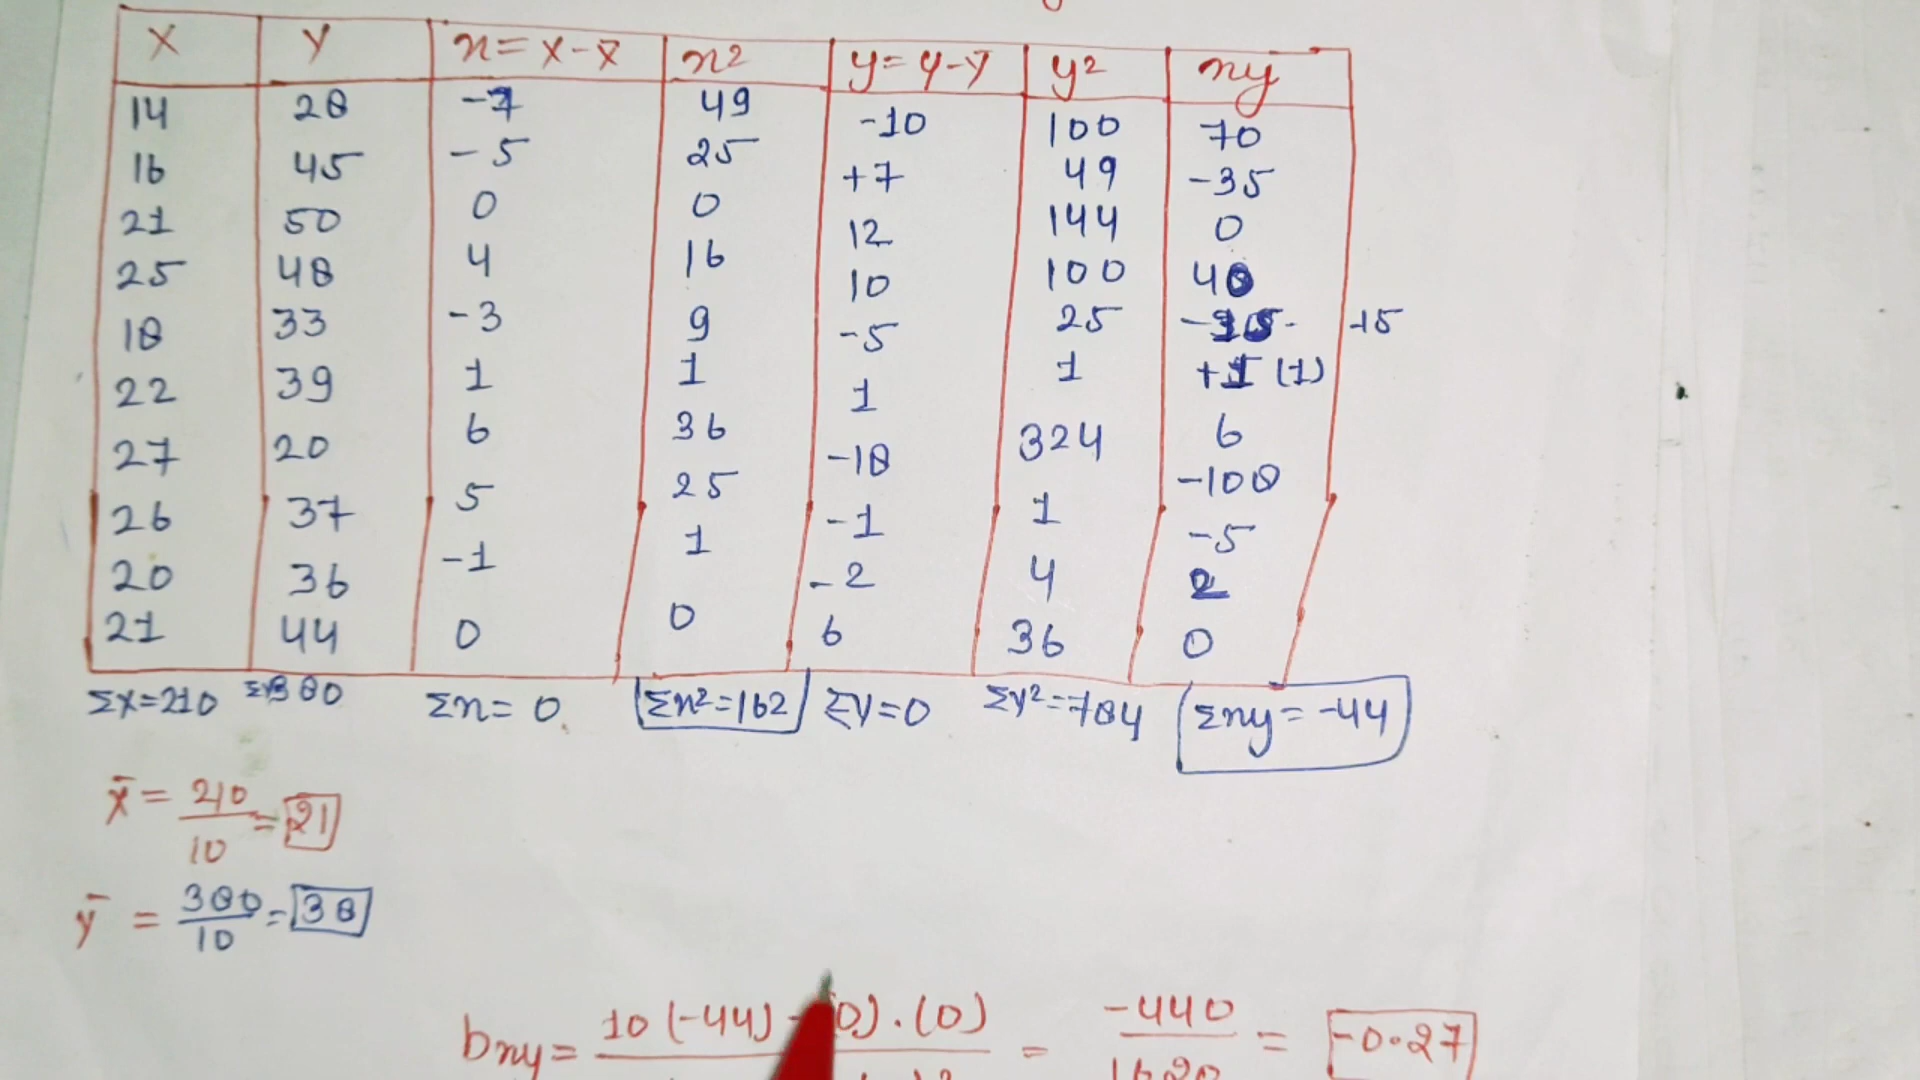 X Y x = X-X̄ x² y = Y-Ȳ y² xy
14 28 -7 49 -10 100 70
16 45 -5 25 +7 49 -35
21 50 0 0 12 144 0
25 48 4 16 10 100 40
18 33 -3 9 -5 25 -15
22 39 1 1 1 1 +1 (1)
27 20 6 36 -18 324 6
26 37 5 25 -1 1 -108
20 36 -1 1 -2 4 -5
21 44 0 0 6 36 2
0
ΣX=210 380 Σx=0 Σx²=162 ΣY=0 ΣY²=784 Σxy=-44
X̄ = 210/10 = 21
Ȳ = 380/10 = 38
bxy = 10(-44) - 0).(0) = -440/1620 = -0.27